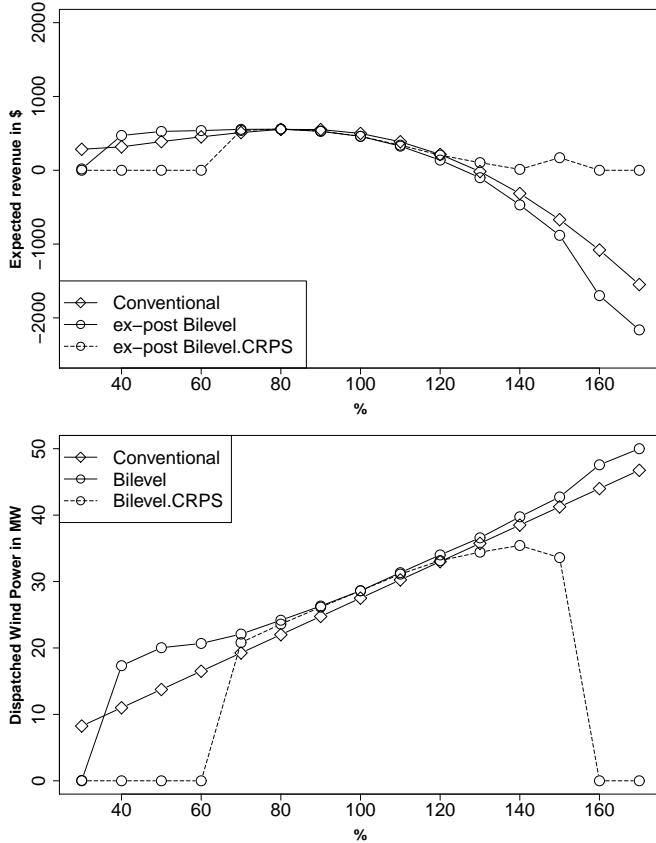 Expected revenue in $
2000
1000
0
−1000
−2000
Conventional
ex−post Bilevel
ex−post Bilevel.CRPS
40 60 80 100 120 140 160
%
Dispatched Wind Power in MW
50
40
30
20
10
0
Conventional
Bilevel
Bilevel.CRPS
40 60 80 100 120 140 160
%